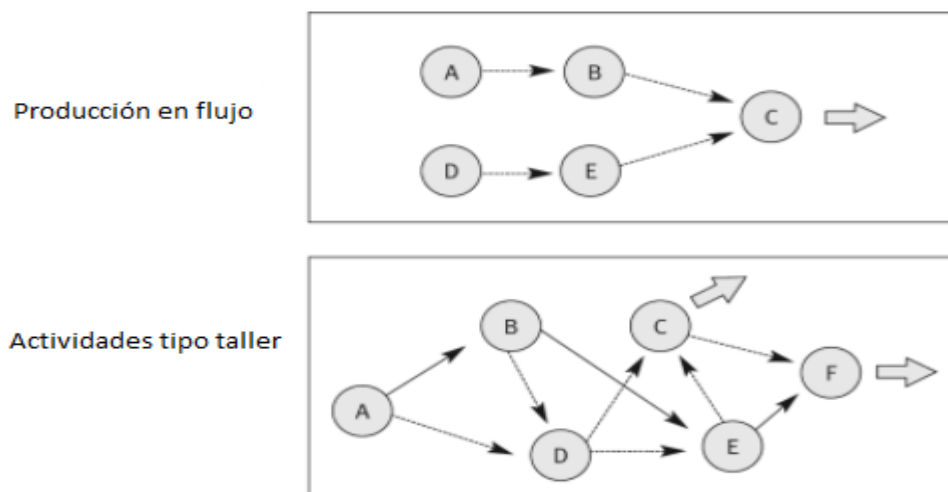 Producción en flujo
A
B
C
D
E
Actividades tipo taller
B
C
F
A
D
E